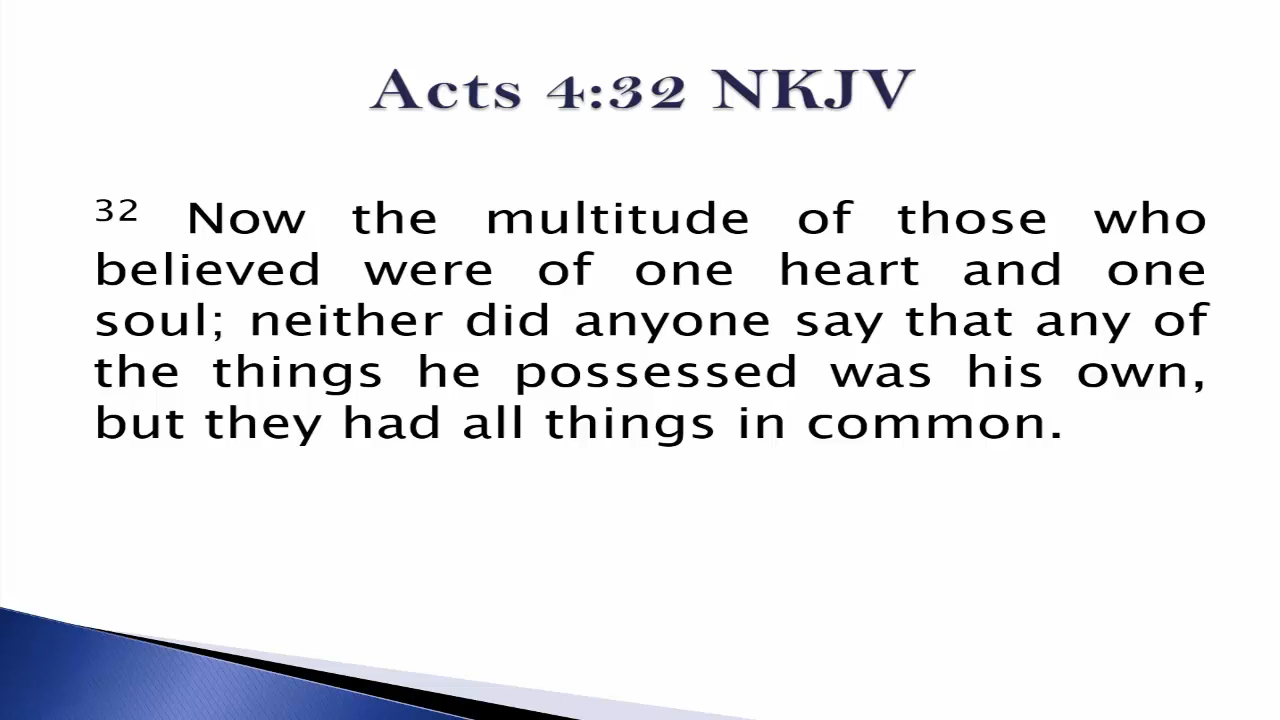 Acts 4:32 NKJV
32 Now the multitude of those who
believed were of one heart and one
soul; neither did anyone say that any of
the things he possessed was his own,
but they had all things in common.